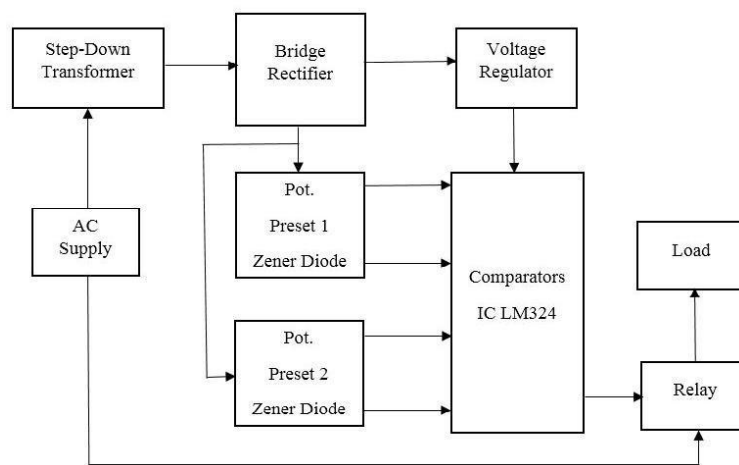 Step-Down
Transformer
Bridge
Rectifier
Voltage
Regulator
AC
Supply
Pot.
Preset 1
Zener Diode
Comparators
IC LM324
Load
Pot.
Preset 2
Zener Diode
Relay